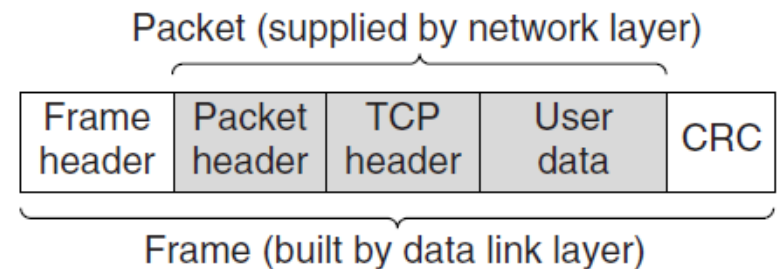 Packet (supplied by network layer)
Frame header
Packet header
TCP header
User data
CRC
Frame (built by data link layer)